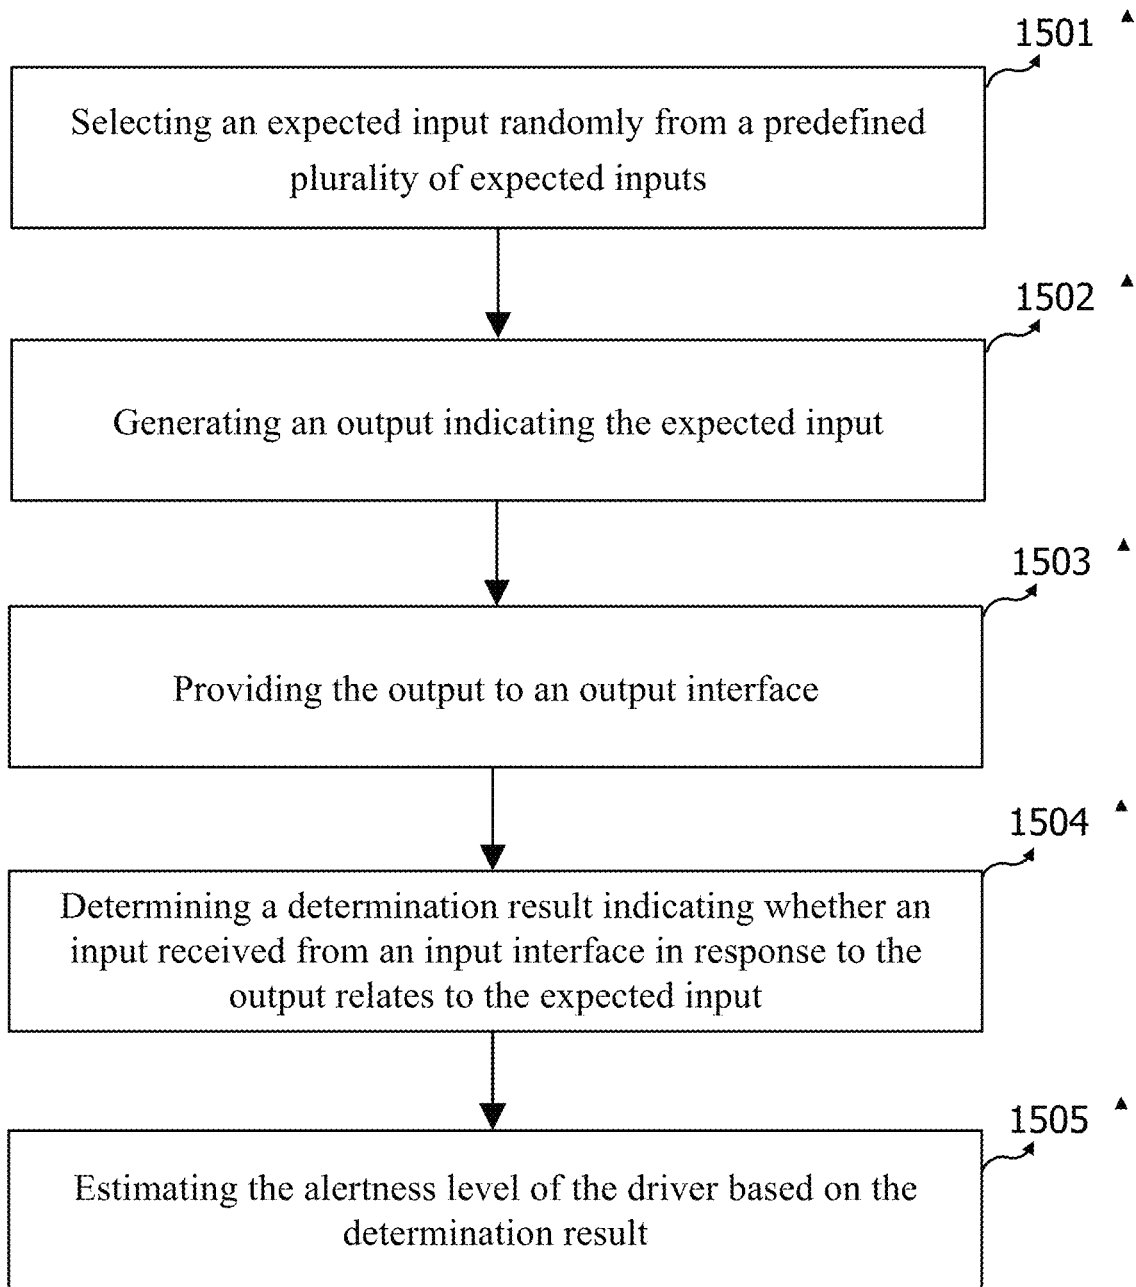 1501
Selecting an expected input randomly from a predefined
plurality of expected inputs
1502
Generating an output indicating the expected input
1503
Providing the output to an output interface
1504
Determining a determination result indicating whether an
input received from an input interface in response to the
output relates to the expected input
1505
Estimating the alertness level of the driver based on the
determination result